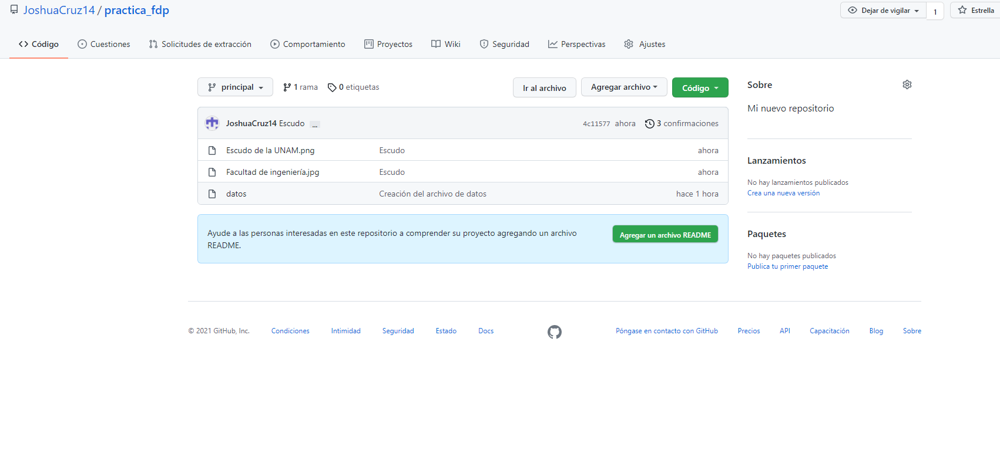 JoshuaCruz14 / practica_fdp
Dejar de vigilar 1 Estrella
Código Cuestiones Solicitudes de extracción Comportamiento Proyectos Wiki Seguridad Perspectivas Ajustes
principal 1 rama 0 etiquetas Ir al archivo Agregar archivo Código
JoshuaCruz14 Escudo ... 4c11577 ahora 3 confirmaciones
Escudo de la UNAM.png Escudo ahora
Facultad de ingeniería.jpg Escudo ahora
datos Creación del archivo de datos hace 1 hora
Ayude a las personas interesadas en este repositorio a comprender su proyecto agregando un archivo
README.
Agregar un archivo README
Sobre
Mi nuevo repositorio
Lanzamientos
No hay lanzamientos publicados
Crea una nueva versión
Paquetes
No hay paquetes publicados
Publica tu primer paquete
© 2021 GitHub, Inc. Condiciones Intimidad Seguridad Estado Docs Póngase en contacto con GitHub Precios API Capacitación Blog Sobre